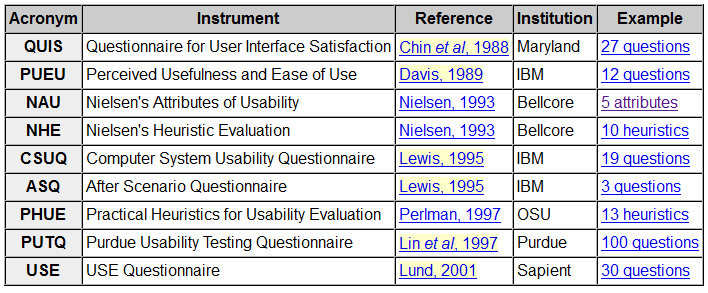 Acronym Instrument Reference Institution Example
QUIS Questionnaire for User Interface Satisfaction Chin et al, 1988 Maryland 27 questions
PUEU Perceived Usefulness and Ease of Use Davis, 1989 IBM 12 questions
NAU Nielsen's Attributes of Usability Nielsen, 1993 Bellcore 5 attributes
NHE Nielsen's Heuristic Evaluation Nielsen, 1993 Bellcore 10 heuristics
CSUQ Computer System Usability Questionnaire Lewis, 1995 IBM 19 questions
ASQ After Scenario Questionnaire Lewis, 1995 IBM 3 questions
PHUE Practical Heuristics for Usability Evaluation Perlman, 1997 OSU 13 heuristics
PUTQ Purdue Usability Testing Questionnaire Lin et al, 1997 Purdue 100 questions
USE USE Questionnaire Lund, 2001 Sapient 30 questions